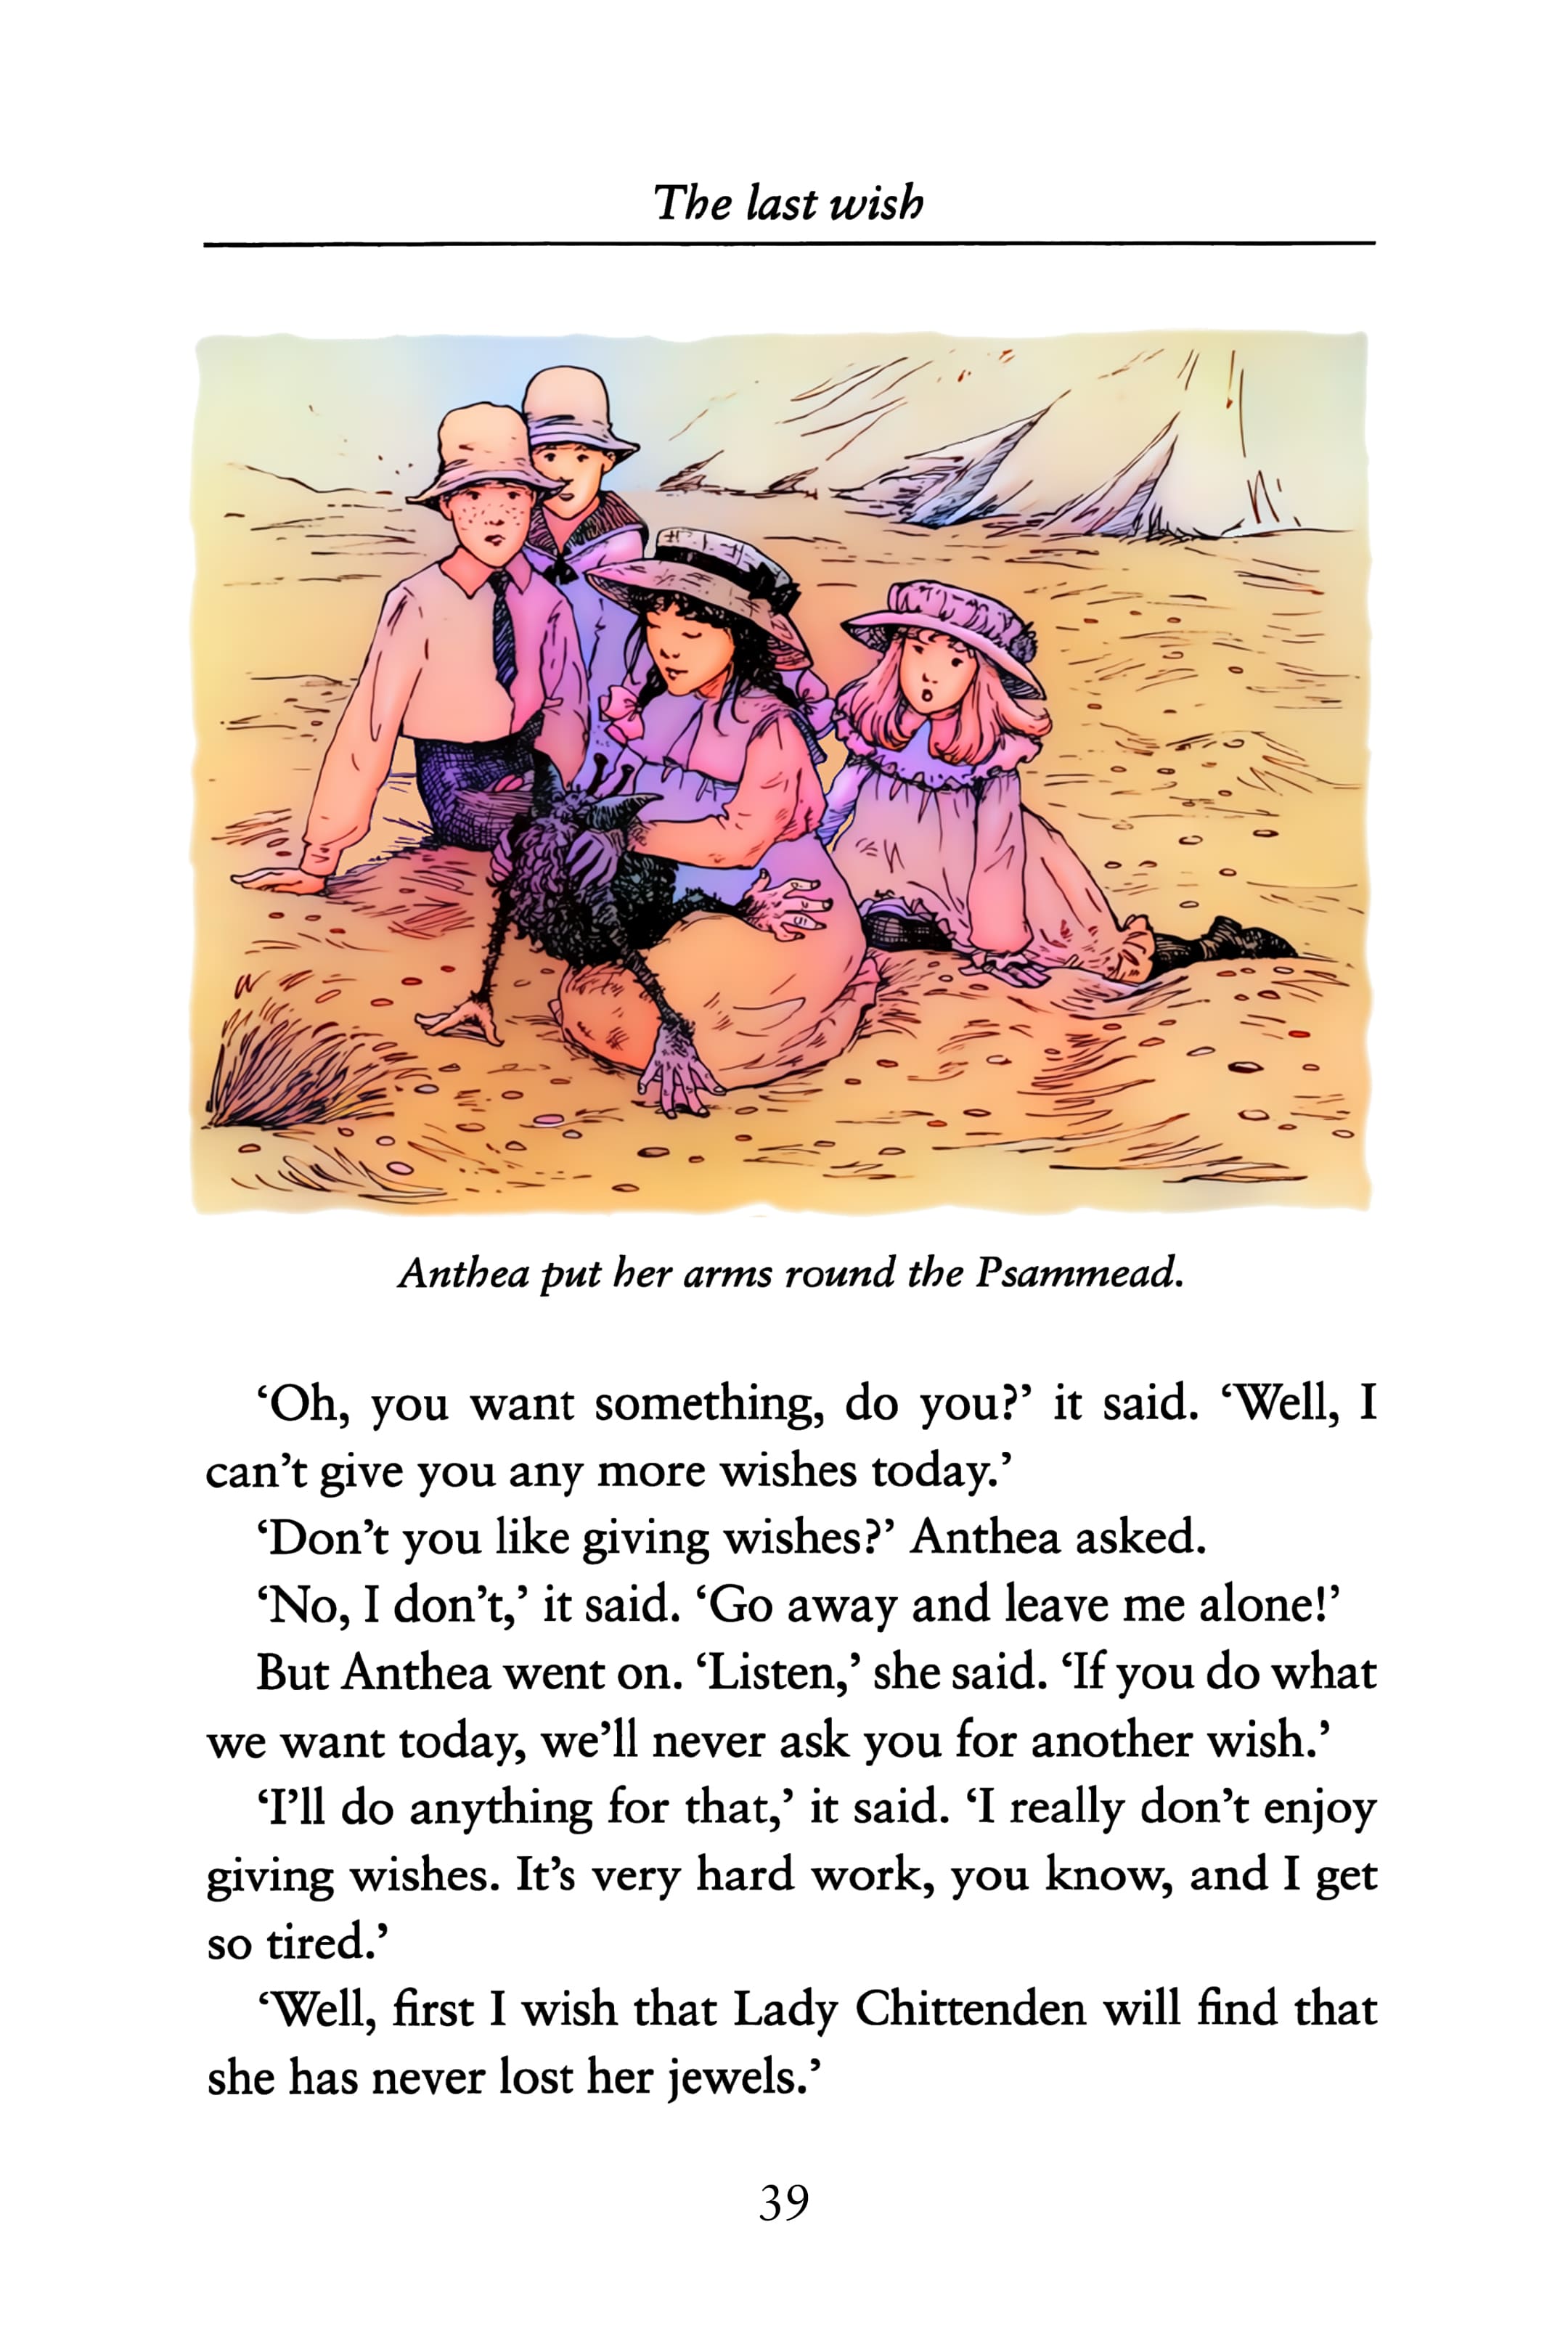 The last wish
Anthea put her arms round the Psammead.
‘Oh, you want something, do you?’ it said. ‘Well, I
can’t give you any more wishes today.’
‘Don’t you like giving wishes?’ Anthea asked.
‘No, I don’t,’ it said. ‘Go away and leave me alone!’
But Anthea went on. ‘Listen,’ she said. ‘If you do what
we want today, we’ll never ask you for another wish.’
‘I’ll do anything for that,’ it said. ‘I really don’t enjoy
giving wishes. It’s very hard work, you know, and I get
so tired.’
‘Well, first I wish that Lady Chittenden will find that
she has never lost her jewels.’
39